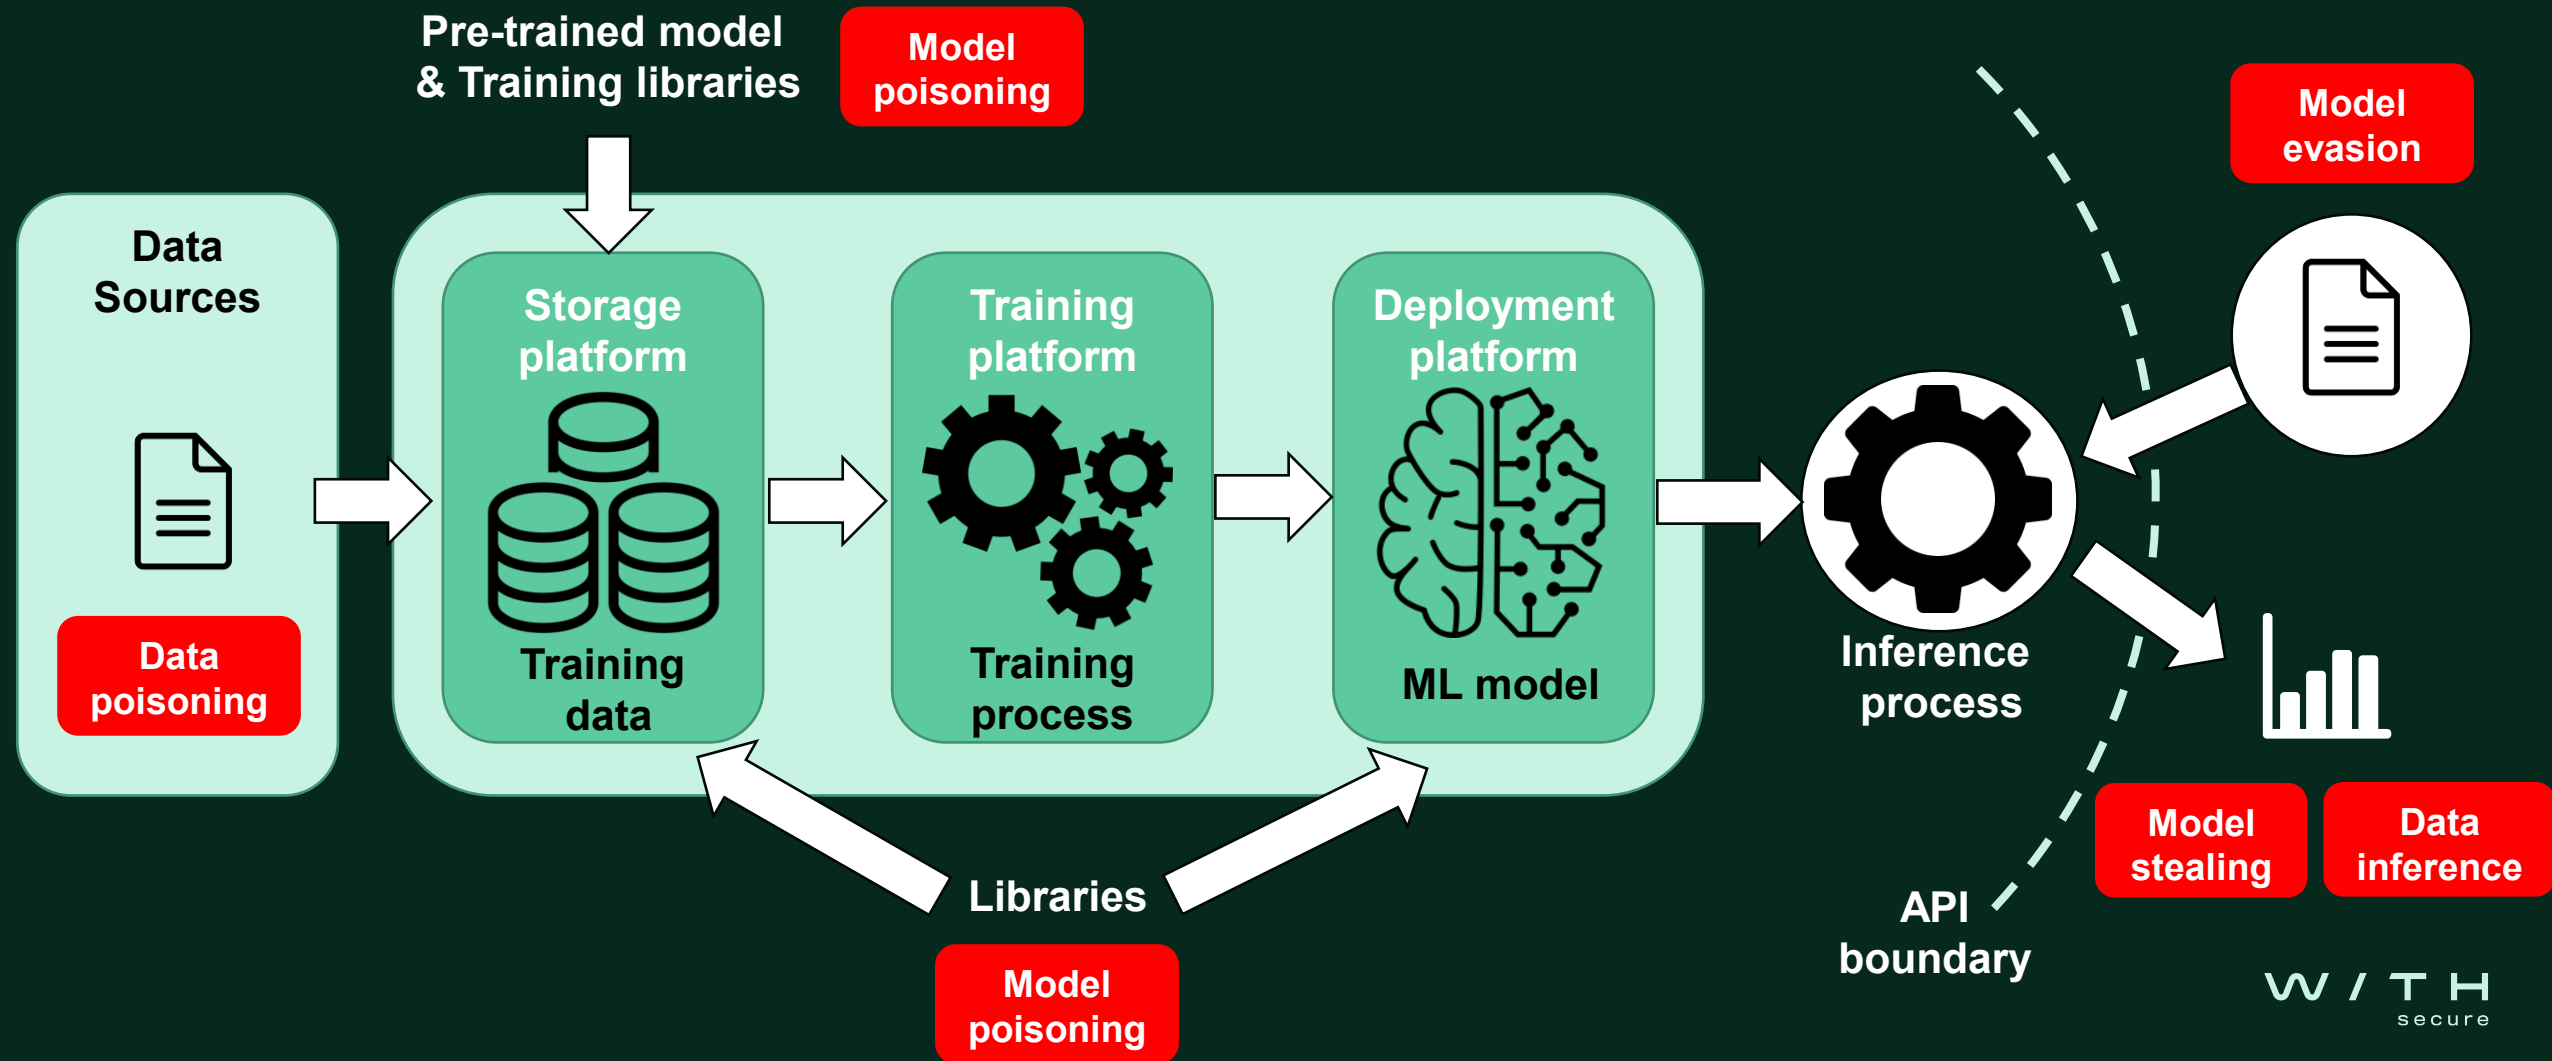 Pre-trained model
& Training libraries
Model
poisoning
Model
evasion
Data
Sources
Data
poisoning
Storage
platform
Training
data
Training
platform
Training
process
Deployment
platform
ML model
Inference
process
Libraries
Model
poisoning
API
boundary
Model
stealing
Data
inference
W/TH
secure